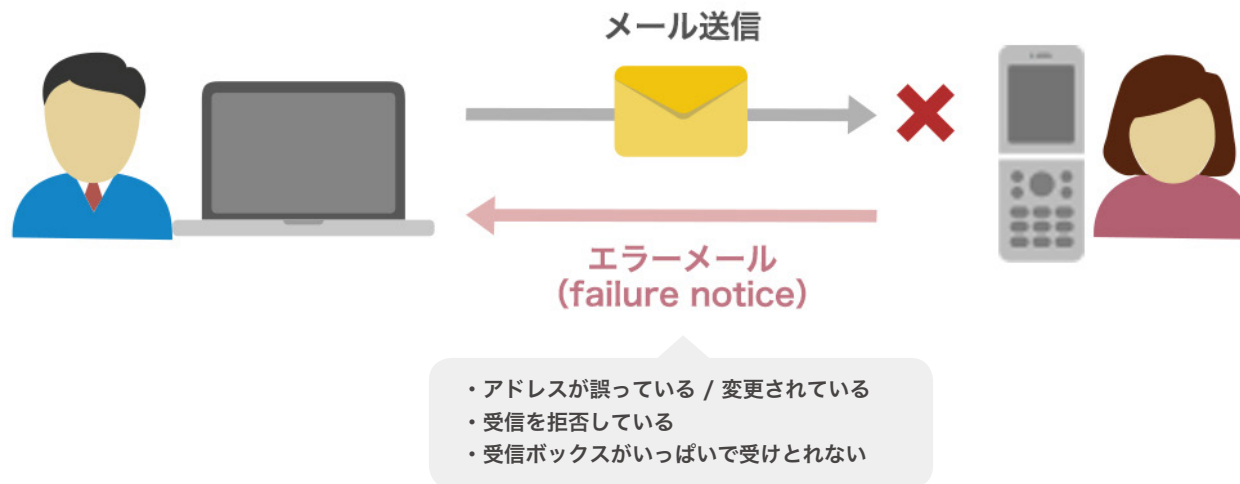 メール送信
エラーメール
(failure notice)
・アドレスが誤っている / 変更されている
・受信を拒否している
・受信ボックスがいっぱいで受けとれない